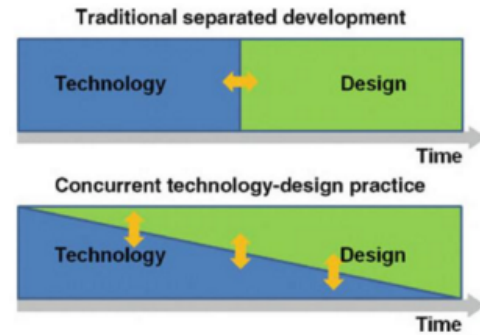 Traditional separated development
Technology
Design
Time
Concurrent technology-design practice
Technology
Design
Time